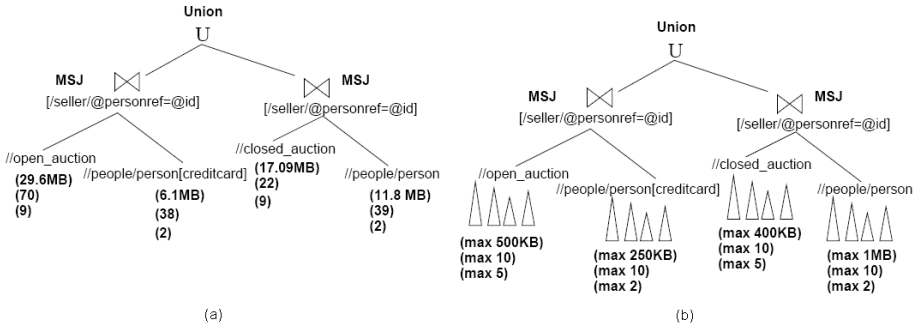 Union
U
MSJ
[/seller/@personref=@id]
MSJ
[/seller/@personref=@id]
//open_auction
(29.6MB)
(70)
(9)
//people/person[creditcard]
(6.1MB)
(38)
(2)
//closed_auction
(17.09MB)
(22)
(9)
//people/person
(11.8 MB)
(39)
(2)
(a)
Union
U
MSJ
[/seller/@personref=@id]
MSJ
[/seller/@personref=@id]
//open_auction
(max 500KB)
(max 10)
(max 5)
//people/person[creditcard]
(max 250KB)
(max 10)
(max 2)
//closed_auction
(max 400KB)
(max 10)
(max 5)
//people/person
(max 1MB)
(max 10)
(max 2)
(b)